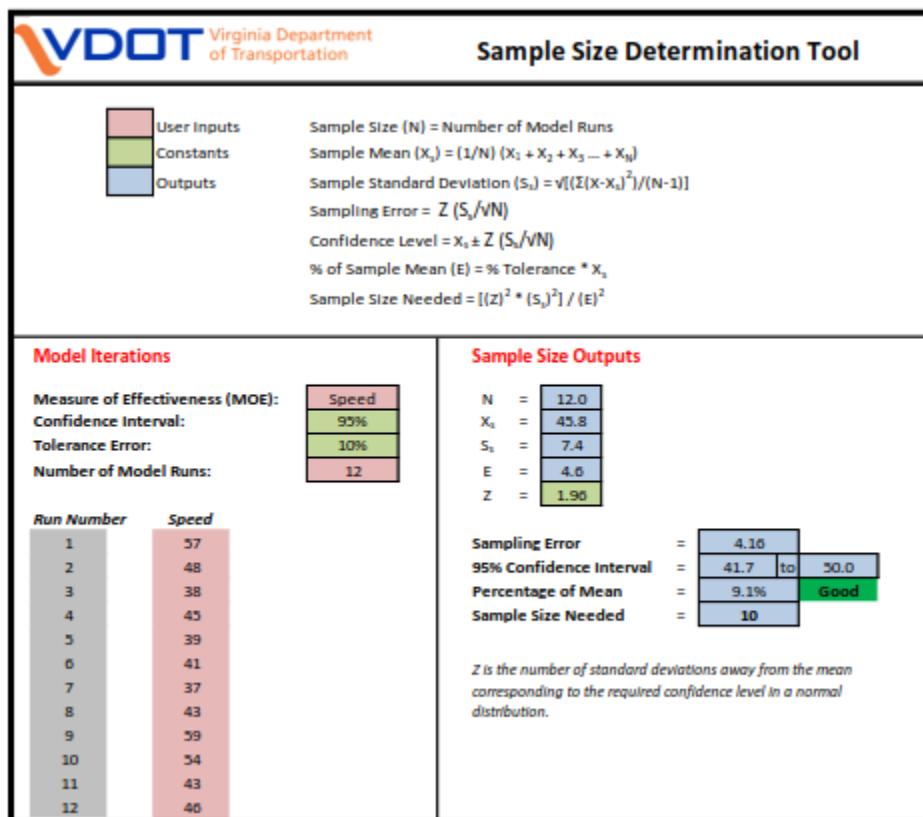 VDOT Virginia Department
of Transportation
Sample Size Determination Tool
User Inputs
Constants
Outputs
Sample Size (N) = Number of Model Runs
Sample Mean (Xₛ) = (1/N) (X₁ + X₂ + X₃ ... + X_N)
Sample Standard Deviation (Sₛ) = √[(Σ(X-Xₛ)²)/(N-1)]
Sampling Error = Z (Sₛ/√N)
Confidence Level = Xₛ ± Z (Sₛ/√N)
% of Sample Mean (E) = % Tolerance * Xₛ
Sample Size Needed = [(Z)² * (Sₛ)²] / (E)²
Model Iterations
Measure of Effectiveness (MOE): Speed
Confidence Interval: 95%
Tolerance Error: 10%
Number of Model Runs: 12
Run Number Speed
1 57
2 48
3 38
4 45
5 39
6 41
7 37
8 43
9 59
10 54
11 43
12 46
Sample Size Outputs
N = 12.0
Xₛ = 45.8
Sₛ = 7.4
E = 4.6
Z = 1.96
Sampling Error = 4.16
95% Confidence Interval = 41.7 to 50.0
Percentage of Mean = 9.1% Good
Sample Size Needed = 10
Z is the number of standard deviations away from the mean
corresponding to the required confidence level in a normal
distribution.